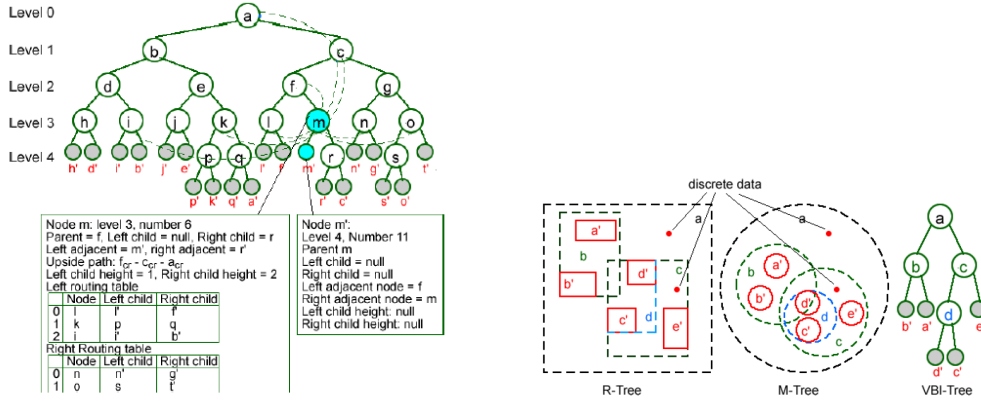 Level 0
a
Level 1
b c
Level 2
d e f g
Level 3
h i j k l m n o
Level 4
p q m' r s
h' d' i' b' j' e' l' f' n' g' t'
p' k' q' a' r' c' s' o'
Node m: level 3, number 6
Parent = f, Left child = null, Right child = r
Left adjacent = m', right adjacent = r'
Upside path: fcr - ccr - acr
Left child height = 1, Right child height = 2
Left routing table
Node Left child Right child
0 l l' f'
1 k p q
2 i i' b'
Right Routing table
Node Left child Right child
0 n n' g'
1 o s t'
Node m':
Level 4, Number 11
Parent m
Left child = null
Right child = null
Left adjacent node = f
Right adjacent node = m
Left child height: null
Right child height: null
discrete data
a
a'
b
b'
c
d'
c'
d
e'
R-Tree
a
b
a'
b'
d'
d
c'
e'
c
M-Tree
a
b c
d
b' a' e
d' c'
VBI-Tree